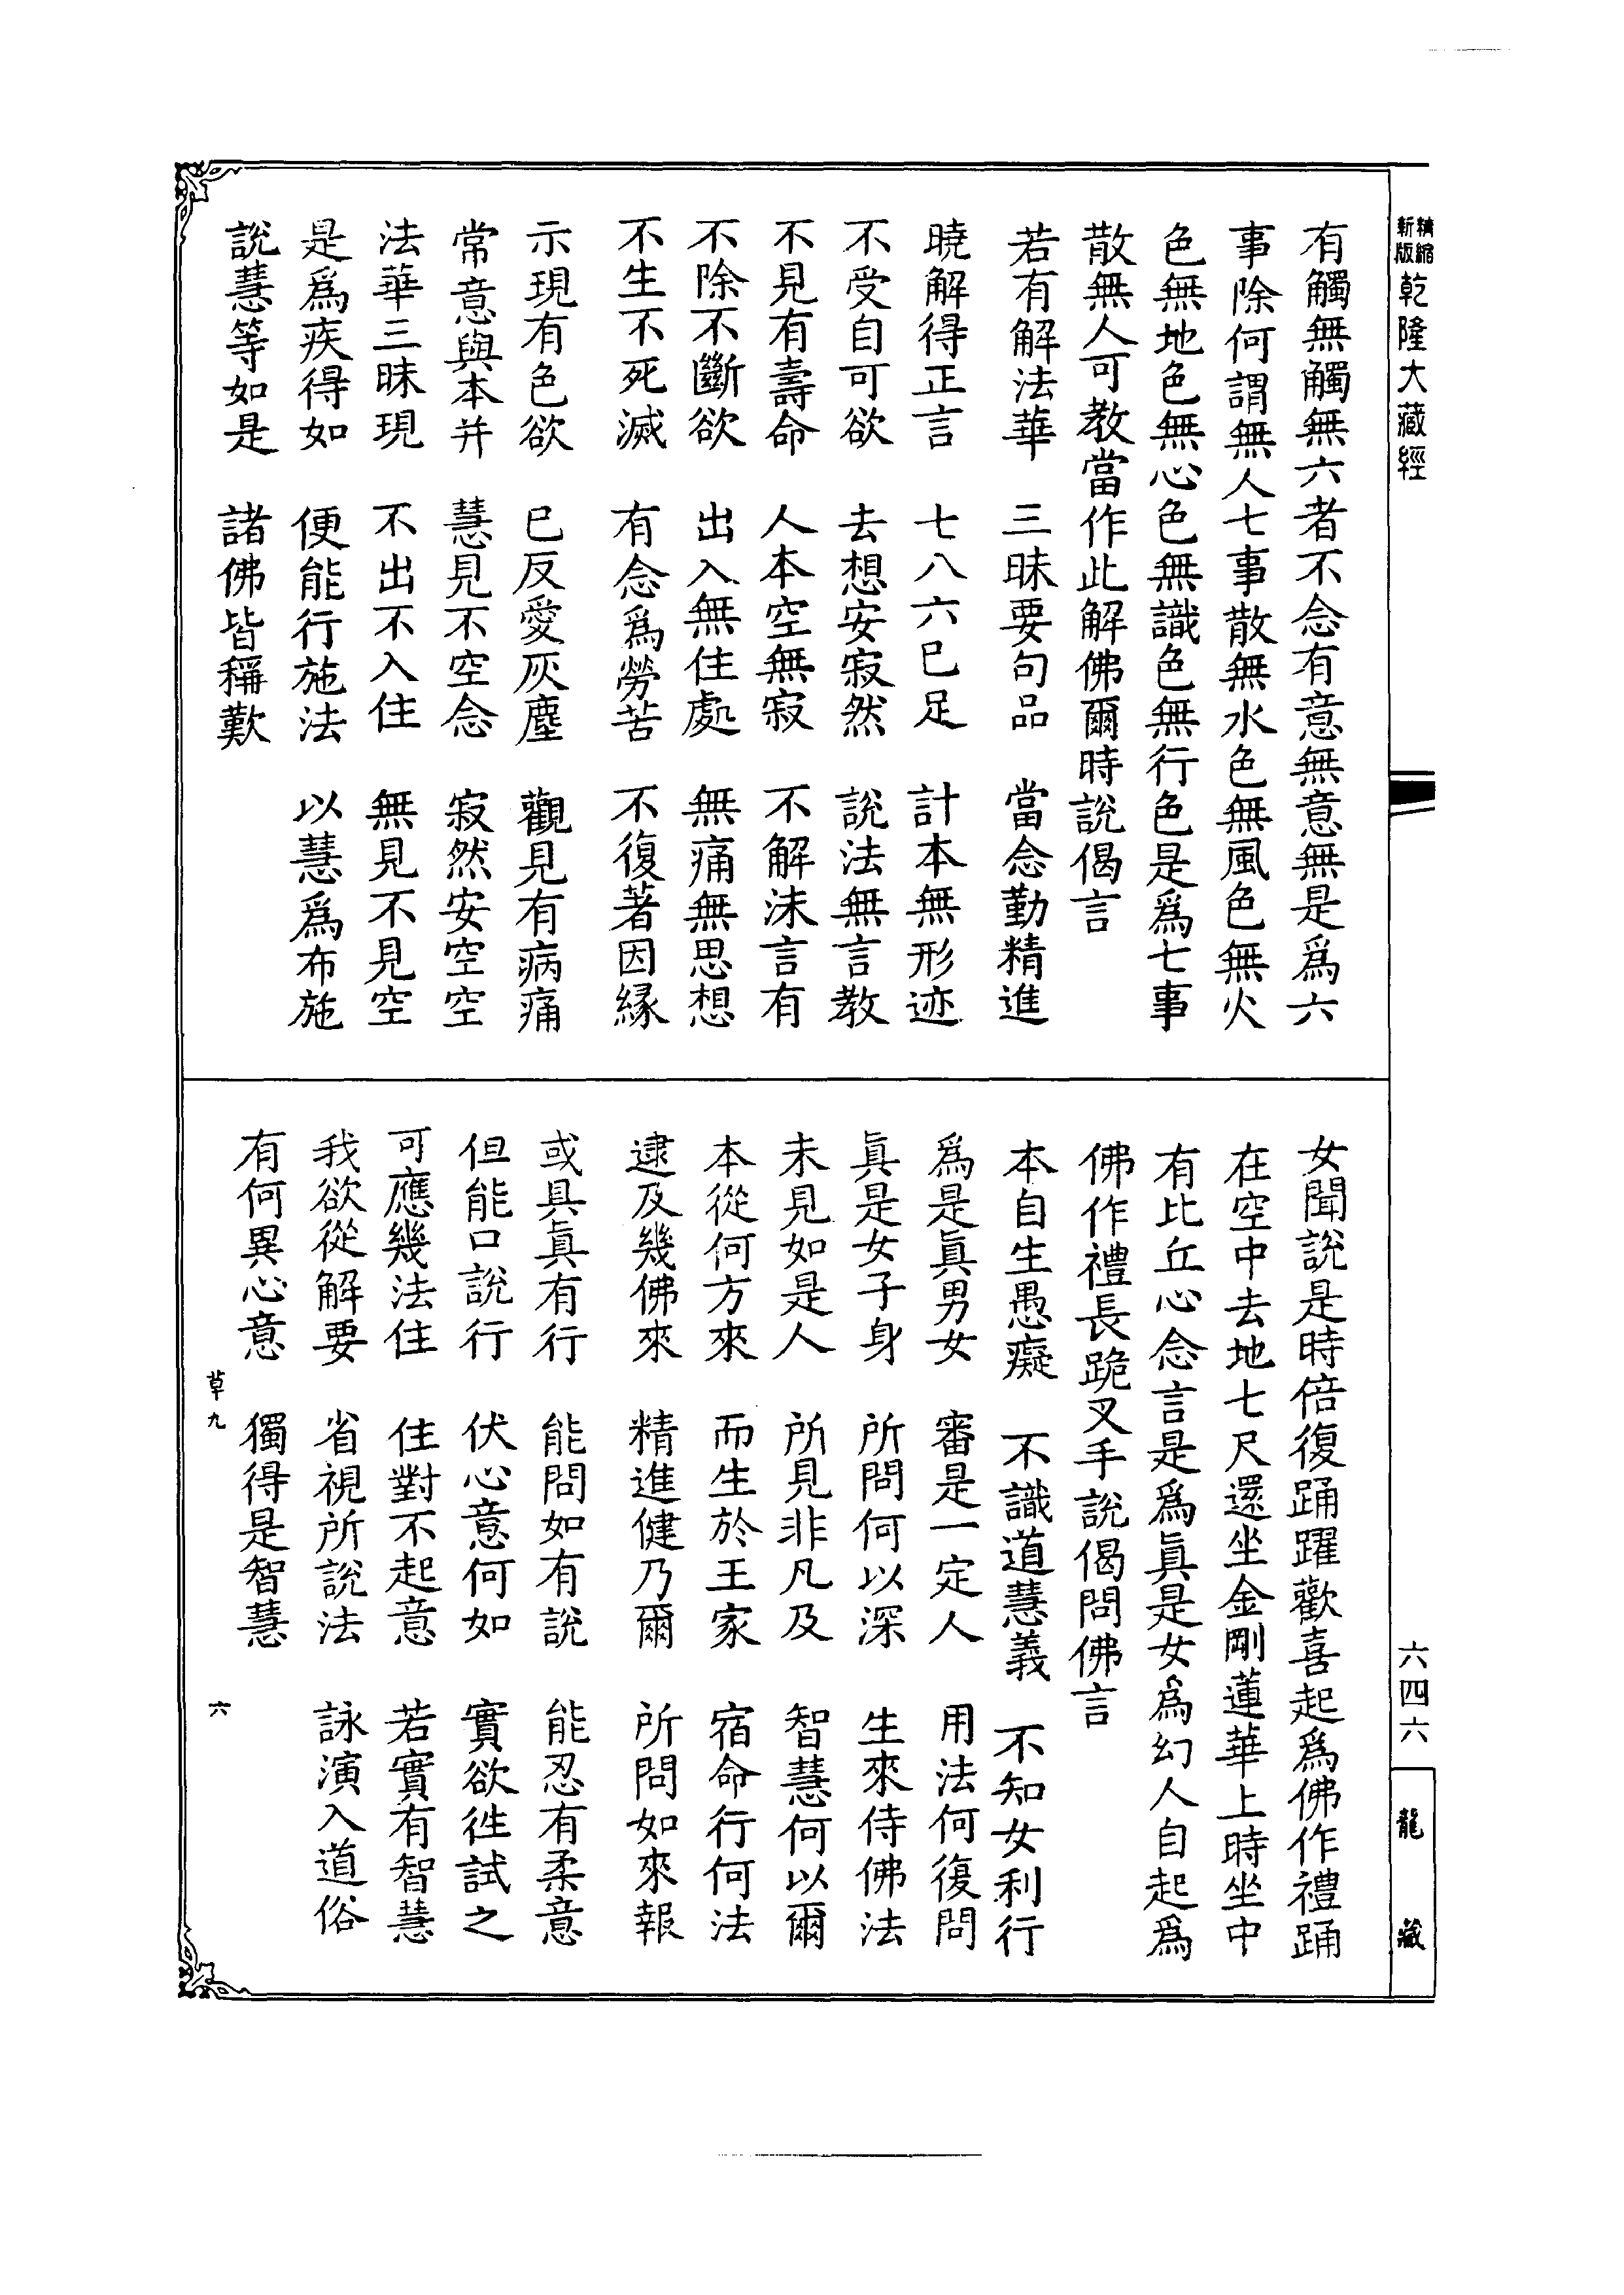 精縮新版乾隆大藏經
六四六
龍藏
有觸無觸無六者不念有意無意無是爲六
事除何謂無人七事散無水色無風色無火
色無地色無心色無識色無行色是爲七事
散無人可教當作此解佛爾時說偈言
若有解法華　三昧要句品　當念勤精進
曉解得正言　七八六已足　計本無形迹
不受自可欲　去想安寂然　說法無言教
不見有壽命　人本空無寂　不解沫言有
不除不斷欲　出入無住處　無痛無思想
不生不死滅　有念爲勞苦　不復著因緣
示現有色欲　已反愛灰塵　觀見有病痛
常意與本并　慧見不空念　寂然安空空
法華三昧現　不出不入住　無見不見空
是爲疾得如　便能行施法　以慧爲布施
說慧等如是　諸佛皆稱歎
女聞說是時倍復踊躍歡喜起爲佛作禮踊
在空中去地七尺還坐金剛蓮華上時坐中
有比丘心念言是爲眞是女爲幻人自起爲
佛作禮長跪叉手說偈問佛言
本自生愚癡　不識道慧義　不知女利行
爲是眞男女　審是一定人　用法何復問
眞是女子身　所問何以深　生來侍佛法
未見如是人　所見非凡及　智慧何以爾
本從何方來　而生於王家　宿命行何法
逮及幾佛來　精進健乃爾　所問如來報
或具眞有行　能問如有說　能忍有柔意
但能口說行　伏心意何如　實欲徃試之
可應幾法住　住對不起意　若實有智慧
我欲從解要　省視所說法　詠演入道俗
有何異心意　獨得是智慧
草九　六